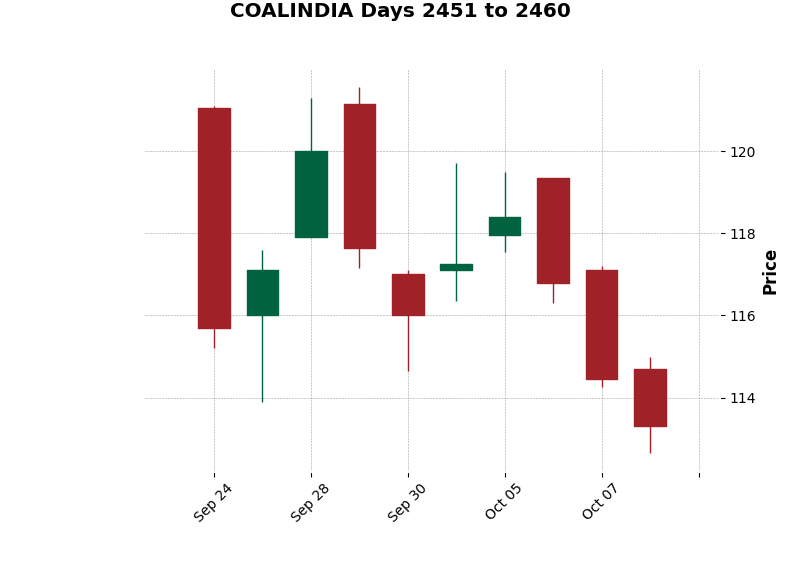 COALINDIA Days 2451 to 2460
120
118
116
114
Price
Sep 24
Sep 28
Sep 30
Oct 05
Oct 07